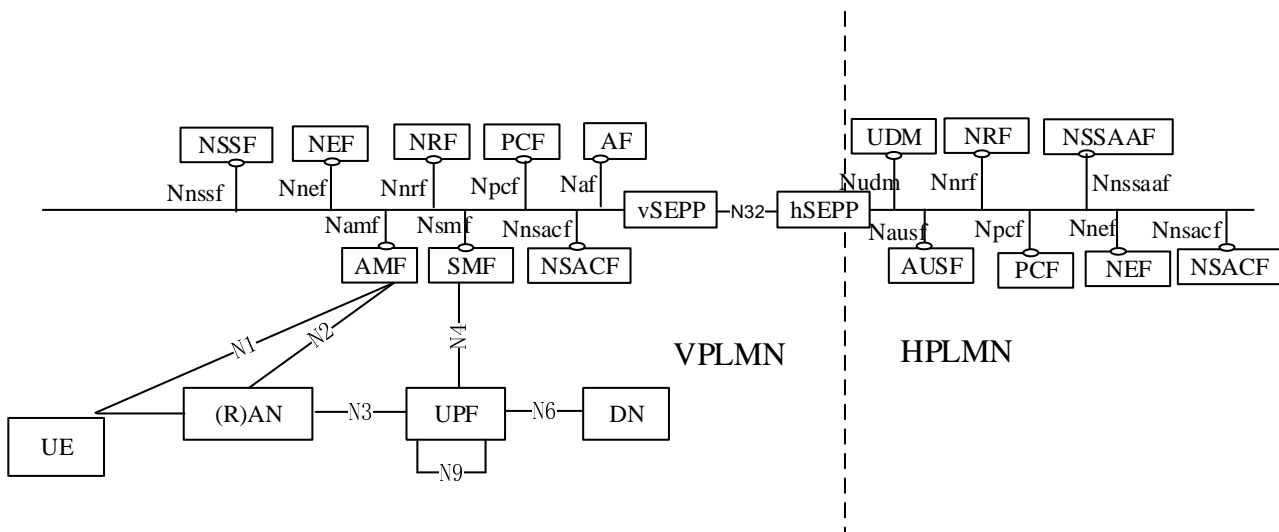 NSSF NEF NRF PCF AF UDM NRF NSSAAF
Nnssf Nnef Nnrf Npcf Naf Nudm Nnrf Nnssaaf
vSEPP N32 hSEPP
Namf Nsmf Nnsacf Nausf Npcf Nnef Nnsacf
AMF SMF NSACF AUSF PCF NEF NSACF
N1 N2 N4
VPLMN HPLMN
UE (R)AN N3 UPF N6 DN
N9